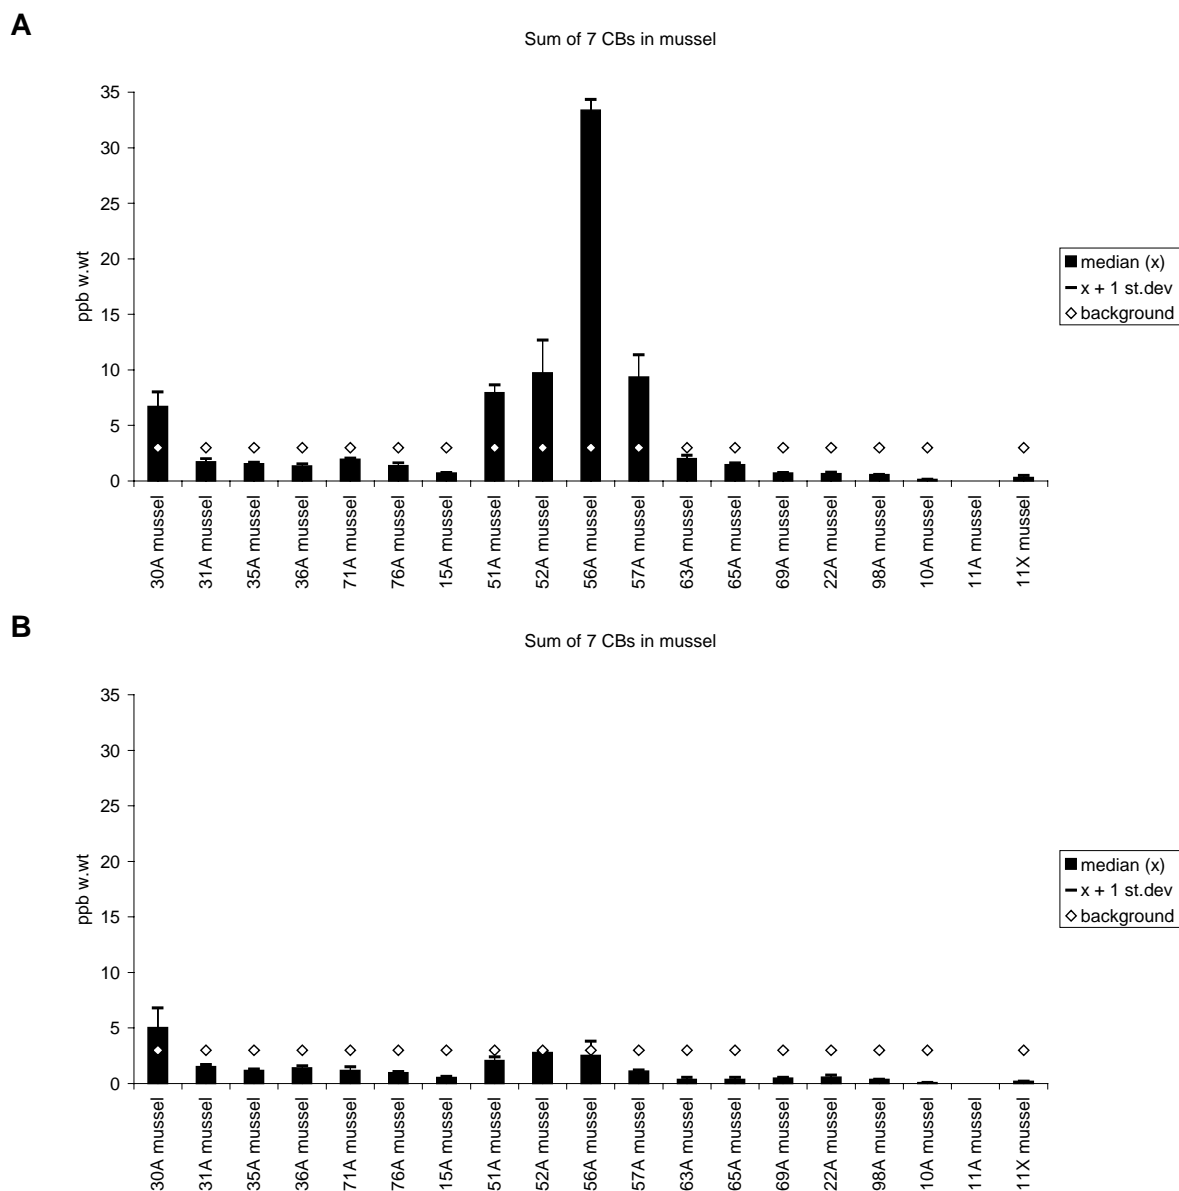 A
Sum of 7 CBs in mussel
35
30
25
20
15
10
5
0
ppb w.wt
30A mussel
31A mussel
35A mussel
36A mussel
71A mussel
76A mussel
15A mussel
51A mussel
52A mussel
56A mussel
57A mussel
63A mussel
65A mussel
69A mussel
22A mussel
98A mussel
10A mussel
11A mussel
11X mussel
median (x)
x + 1 st.dev
background
B
Sum of 7 CBs in mussel
35
30
25
20
15
10
5
0
ppb w.wt
30A mussel
31A mussel
35A mussel
36A mussel
71A mussel
76A mussel
15A mussel
51A mussel
52A mussel
56A mussel
57A mussel
63A mussel
65A mussel
69A mussel
22A mussel
98A mussel
10A mussel
11A mussel
11X mussel
median (x)
x + 1 st.dev
background